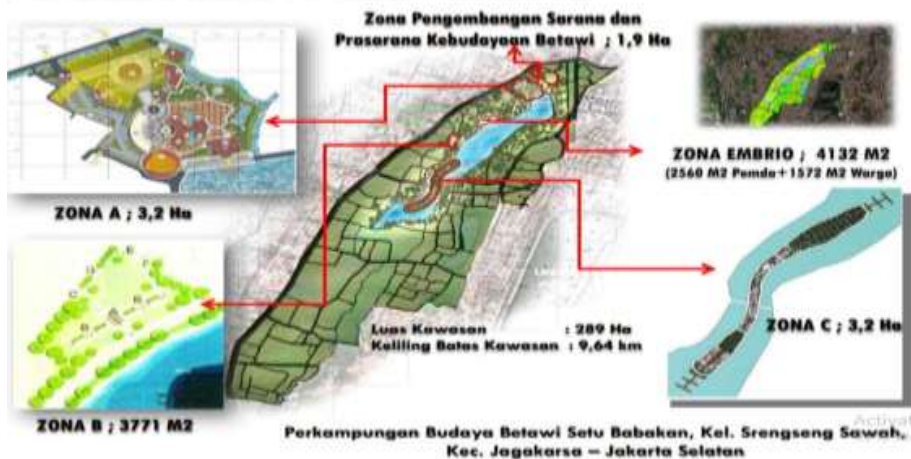 Zona Pengembangan Sarana dan
Prasarana Kebudayaan Betawi ; 1,9 Ha
ZONA A ; 3,2 Ha
ZONA EMBRIO ; 4132 M2
(2560 M2 Pemda+1572 M2 Warga)
ZONA B ; 3771 M2
Luas Kawasan : 289 Ha
Keliling Batas Kawasan : 9,64 km
ZONA C ; 3,2 Ha
Perkampungan Budaya Betawi Setu Babakan, Kel. Srengseng Sawah,
Kec. Jagakarsa – Jakarta Selatan